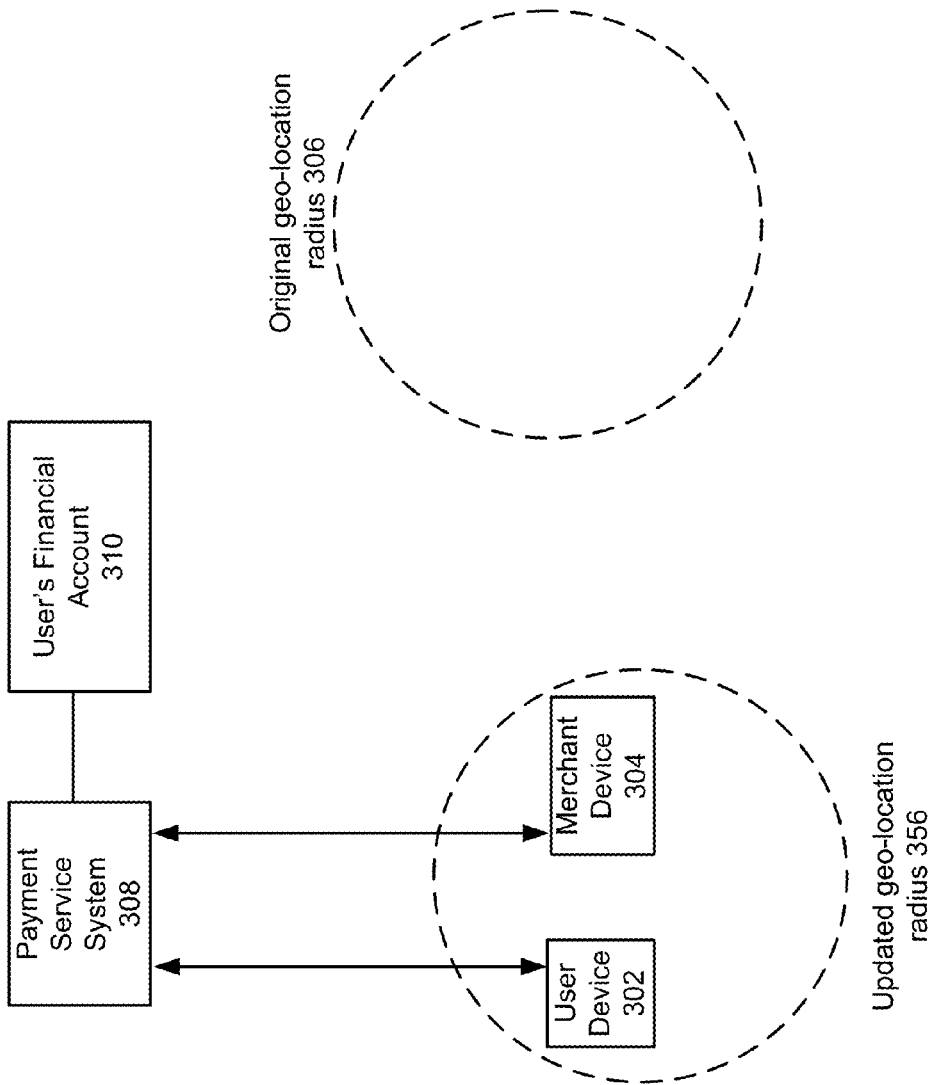 Payment
Service
System
308
User's Financial
Account
310
Original geo-location
radius 306
User
Device
302
Merchant
Device
304
Updated geo-location
radius 356